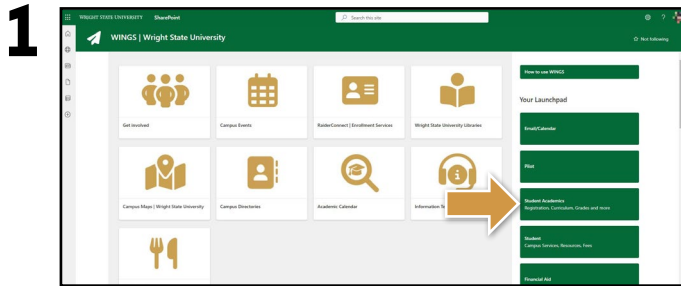 1
WRIGHT STATE UNIVERSITY SharePoint
Search this site
WINGS | Wright State University
Not following
How to use WINGS
Your Launchpad
Get Involved
Campus Events
RaiderConnect | Enrollment Services
Wright State University Libraries
Email/Calendar
Pilot
Campus Maps | Wright State University
Campus Directories
Academic Calendar
Information
Student Academics
Registration, Curriculum, Grades and more
Student
Campus Services, Resources, Fees
Financial Aid